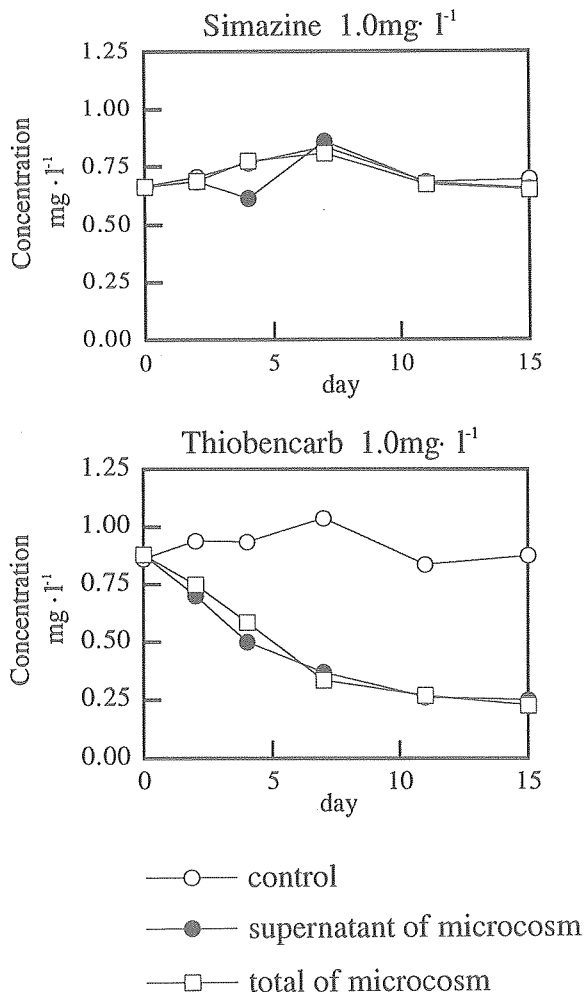 Simazine 1.0mg· l⁻¹
1.25
1.00
0.75
0.50
0.25
0.00
Concentration
mg · l⁻¹
0 5 10 15
day
Thiobencarb 1.0mg· l⁻¹
1.25
1.00
0.75
0.50
0.25
0.00
Concentration
mg · l⁻¹
0 5 10 15
day
control
supernatant of microcosm
total of microcosm